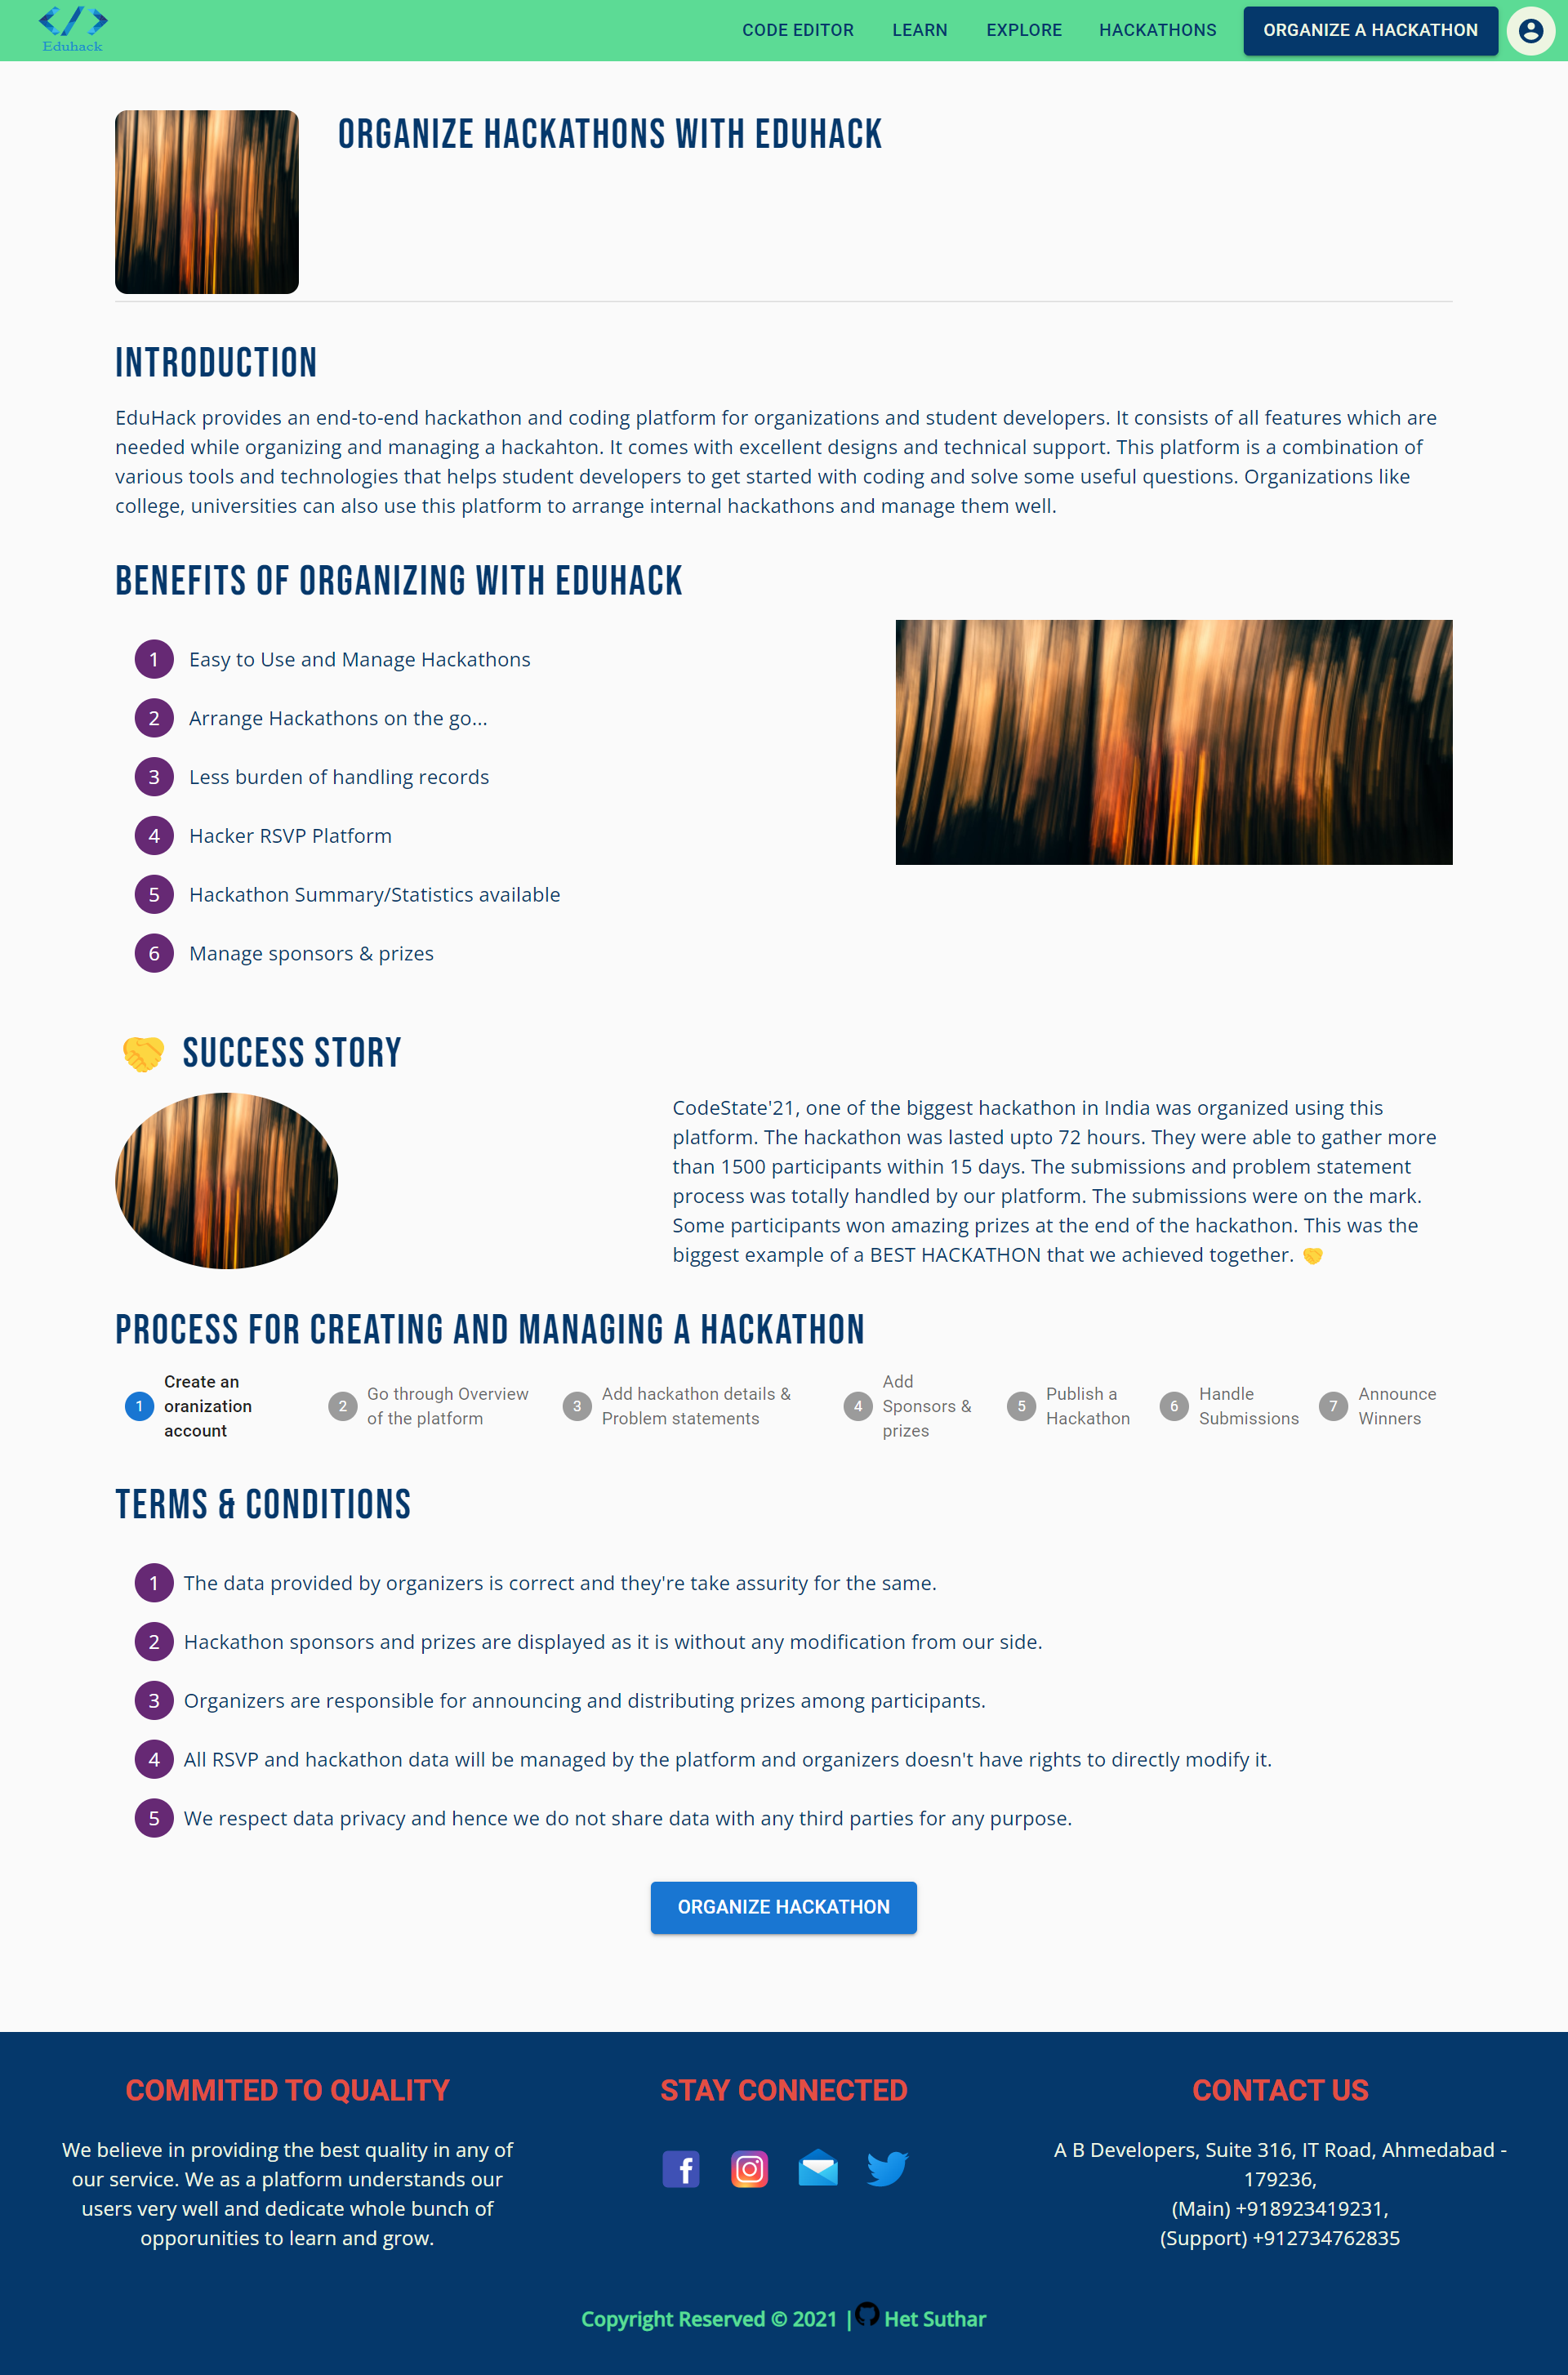 Eduhack
CODE EDITOR
LEARN
EXPLORE
HACKATHONS
ORGANIZE A HACKATHON
ORGANIZE HACKATHONS WITH EDUHACK
INTRODUCTION
EduHack provides an end-to-end hackathon and coding platform for organizations and student developers. It consists of all features which are
needed while organizing and managing a hackahton. It comes with excellent designs and technical support. This platform is a combination of
various tools and technologies that helps student developers to get started with coding and solve some useful questions. Organizations like
college, universities can also use this platform to arrange internal hackathons and manage them well.
BENEFITS OF ORGANIZING WITH EDUHACK
1 Easy to Use and Manage Hackathons
2 Arrange Hackathons on the go...
3 Less burden of handling records
4 Hacker RSVP Platform
5 Hackathon Summary/Statistics available
6 Manage sponsors & prizes
🤝 SUCCESS STORY
CodeState'21, one of the biggest hackathon in India was organized using this
platform. The hackathon was lasted upto 72 hours. They were able to gather more
than 1500 participants within 15 days. The submissions and problem statement
process was totally handled by our platform. The submissions were on the mark.
Some participants won amazing prizes at the end of the hackathon. This was the
biggest example of a BEST HACKATHON that we achieved together. 🤝
PROCESS FOR CREATING AND MANAGING A HACKATHON
1
Create an
oranization
account
2
Go through Overview
of the platform
3
Add hackathon details &
Problem statements
4
Add
Sponsors &
prizes
5
Publish a
Hackathon
6
Handle
Submissions
7
Announce
Winners
TERMS & CONDITIONS
1 The data provided by organizers is correct and they're take assurity for the same.
2 Hackathon sponsors and prizes are displayed as it is without any modification from our side.
3 Organizers are responsible for announcing and distributing prizes among participants.
4 All RSVP and hackathon data will be managed by the platform and organizers doesn't have rights to directly modify it.
5 We respect data privacy and hence we do not share data with any third parties for any purpose.
ORGANIZE HACKATHON
COMMITED TO QUALITY
We believe in providing the best quality in any of
our service. We as a platform understands our
users very well and dedicate whole bunch of
opporunities to learn and grow.
STAY CONNECTED
CONTACT US
A B Developers, Suite 316, IT Road, Ahmedabad -
179236,
(Main) +918923419231,
(Support) +912734762835
Copyright Reserved © 2021 | Het Suthar